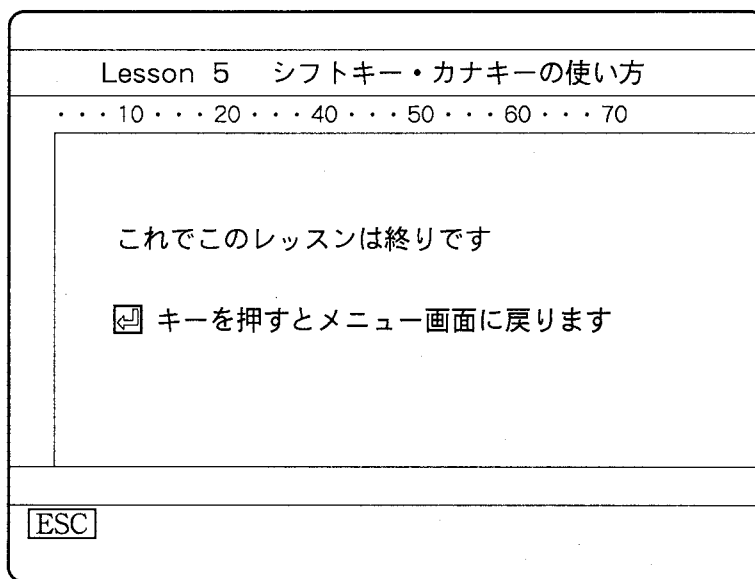 Lesson 5 シフトキー・カナキーの使い方
・・・10・・・20・・・40・・・50・・・60・・・70
これでこのレッスンは終りです
⏎ キーを押すとメニュー画面に戻ります
ESC